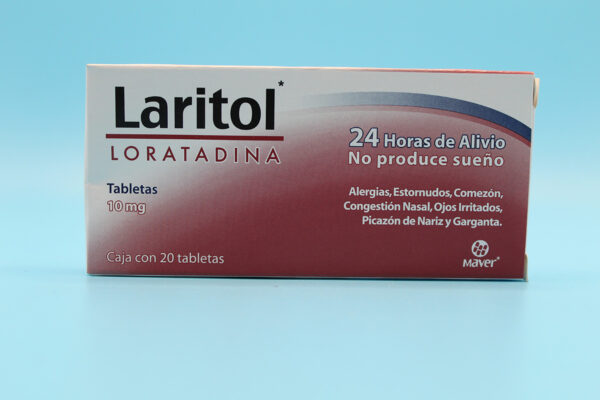 Laritol*
LORATADINA
Tabletas
10 mg
Caja con 20 tabletas
24 Horas de Alivio
No produce sueño
Alergias, Estornudos, Comezón,
Congestión Nasal, Ojos Irritados,
Picazón de Nariz y Garganta.
Maver®